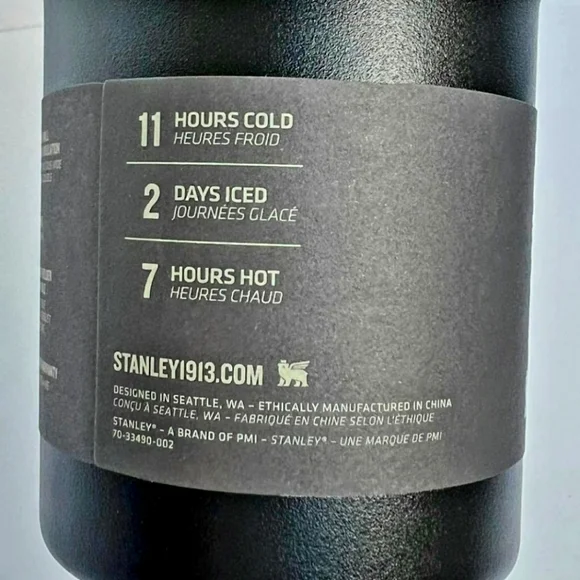 11 HOURS COLD
HEURES FROID
2 DAYS ICED
JOURNÉES GLACÉ
7 HOURS HOT
HEURES CHAUD
STANLEY1913.COM
DESIGNED IN SEATTLE, WA – ETHICALLY MANUFACTURED IN CHINA
CONÇU À SEATTLE, WA – FABRIQUÉ EN CHINE SELON L'ÉTHIQUE
STANLEY® – A BRAND OF PMI – STANLEY® – UNE MARQUE DE PMI
70-33490-002